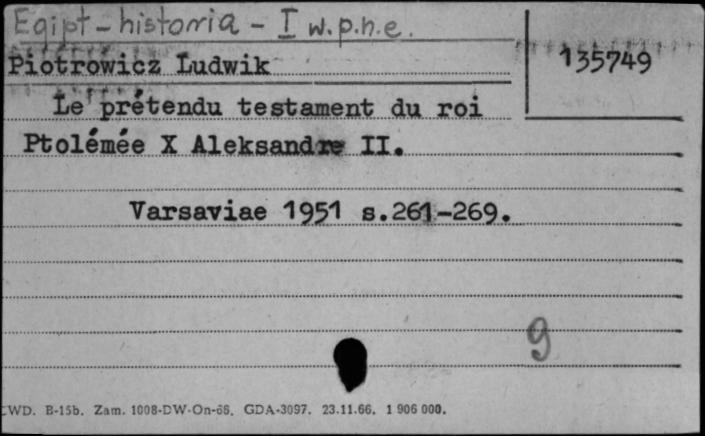 Egipt - historia - I w.p.n.e.
135749
Piotrowicz Ludwik
Le prétendu testament du roi
Ptolémée X Aleksandre II.
Varsaviae 1951 s.261-269.
9
WD. B-15b. Zam. 1008-DW-On-66. GDA-3097. 23.11.66. 1 906 000.